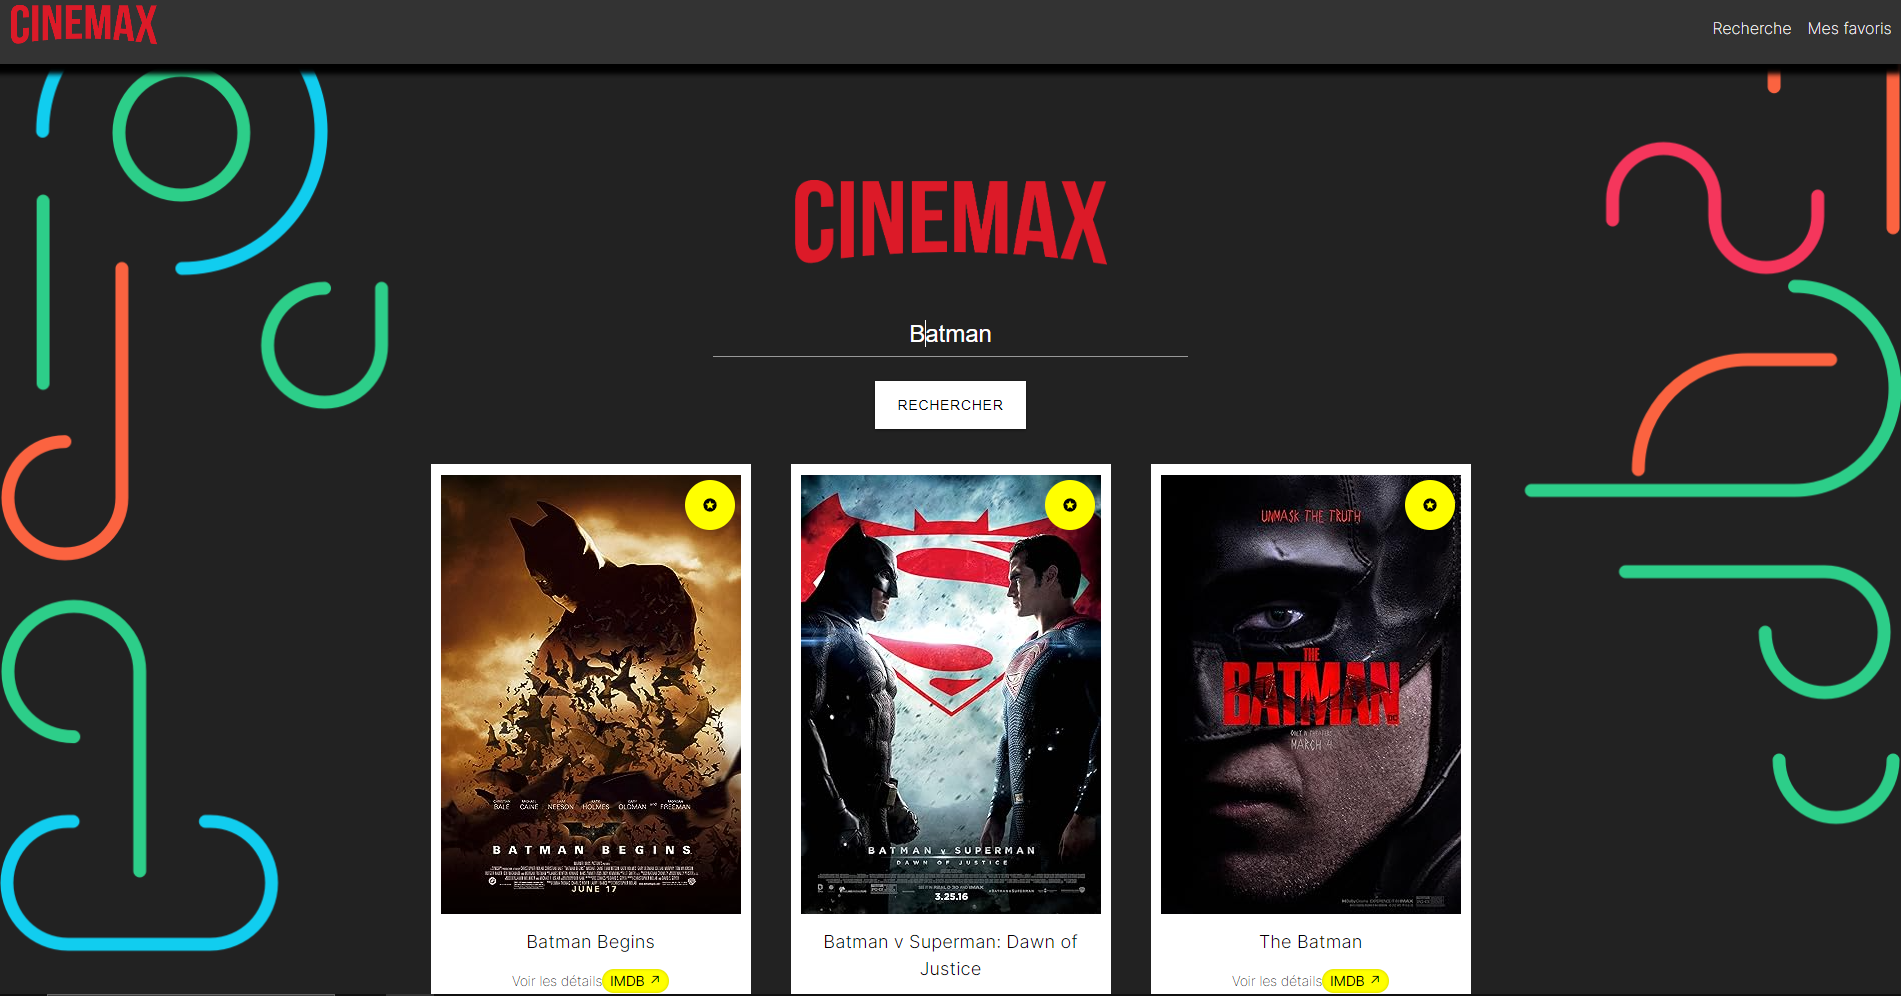 CINEMAX
Recherche Mes favoris
CINEMAX
Batman
RECHERCHER
CHRISTIAN BALE MICHAEL CAINE LIAM NEESON KATIE HOLMES GARY OLDMAN and MORGAN FREEMAN
BATMAN BEGINS
JUNE 17
BATMAN v SUPERMAN
DAWN OF JUSTICE
3.25.16
UNMASK THE TRUTH
THE
BATMAN
ONLY IN THEATERS
MARCH 4
Batman Begins
Voir les détails IMDB ↗
Batman v Superman: Dawn of
Justice
The Batman
Voir les détails IMDB ↗